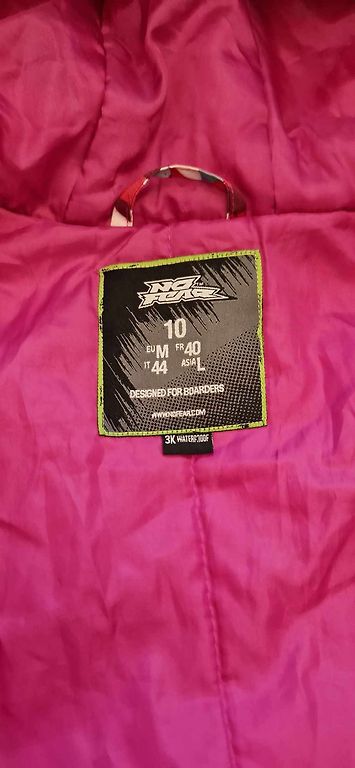 NO
FEAR
10
EU M FR 40
IT 44 ASIA L
DESIGNED FOR BOARDERS
WWW.NOFEAR.COM
3K WATERPROOF